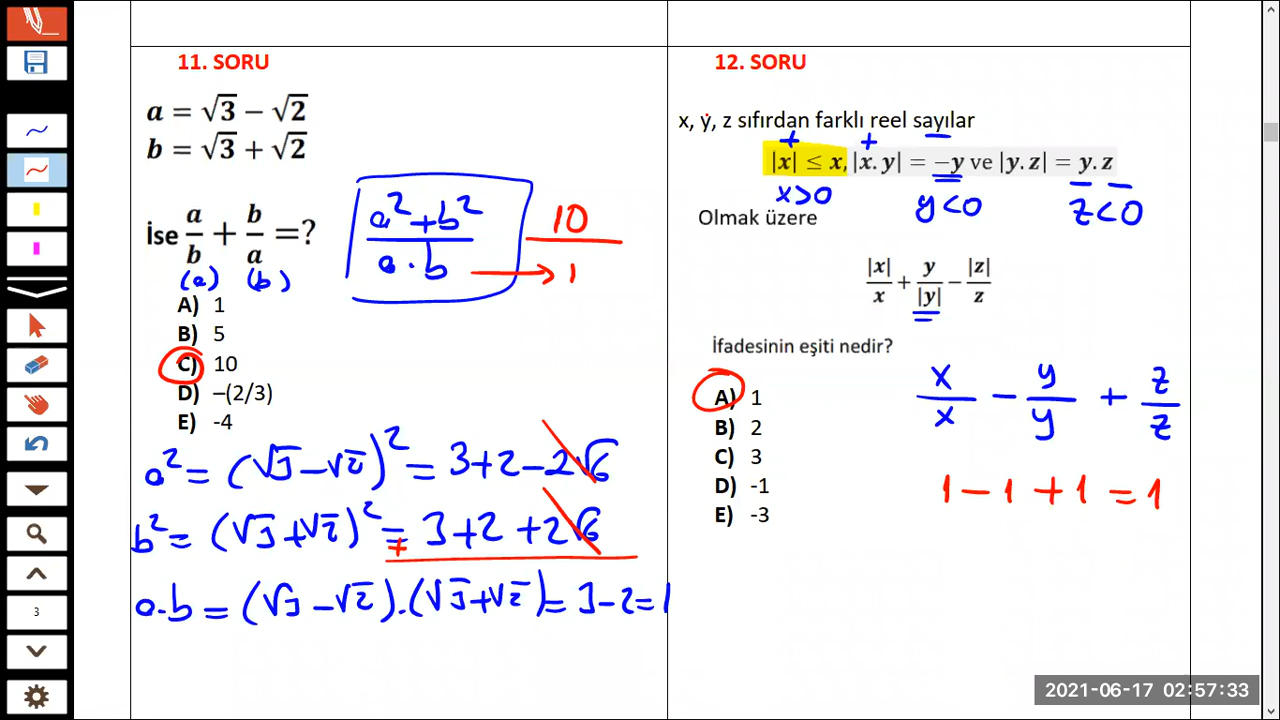 11. SORU
a = √3 − √2
b = √3 + √2
İse a/b + b/a =?
(a) (b)
a² + b² / a · b
10 / → 1
A) 1
B) 5
C) 10
D) –(2/3)
E) -4
a² = (√3 − √2)² = 3 + 2 − 2√6
b² = (√3 + √2)² = 3 + 2 + 2√6
+
a·b = (√3 − √2)·(√3 + √2) = 3 − 2 = 1
12. SORU
x, y, z sıfırdan farklı reel sayılar
+ + −
|x| ≤ x, |x. y| = −y ve |y. z| = y. z
x>0 y<0 − − z<0
Olmak üzere
|x|/x + y/|y| − |z|/z
İfadesinin eşiti nedir?
A) 1
B) 2
C) 3
D) -1
E) -3
x/x − y/y + z/z
1 − 1 + 1 = 1
3
2021-06-17 02:57:33